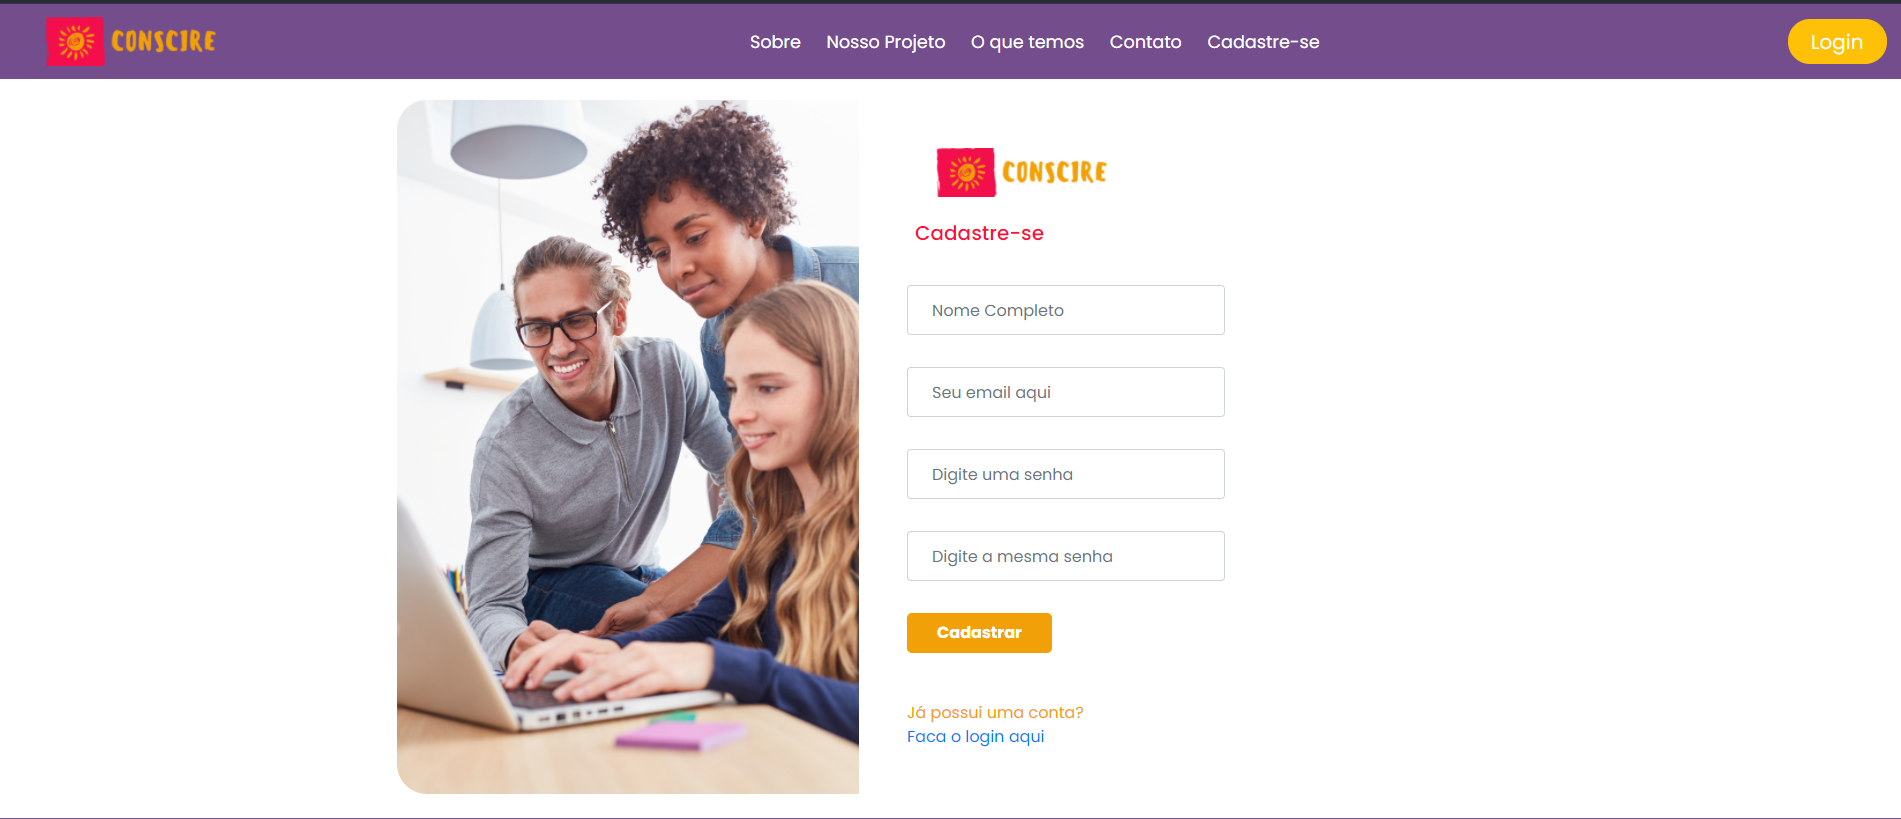 CONSCIRE
Sobre Nosso Projeto O que temos Contato Cadastre-se
Login
CONSCIRE
Cadastre-se
Nome Completo
Seu email aqui
Digite uma senha
Digite a mesma senha
Cadastrar
Já possui uma conta?
Faca o login aqui